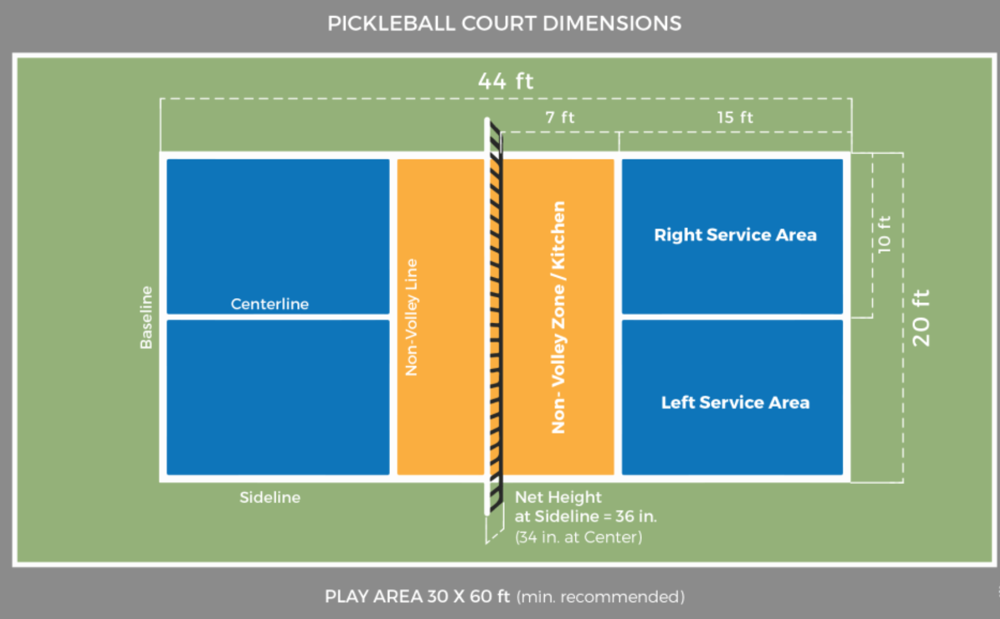 PICKLEBALL COURT DIMENSIONS
44 ft
7 ft
15 ft
Right Service Area
10 ft
Non-Volley Zone / Kitchen
Non-Volley Line
Centerline
Baseline
20 ft
Left Service Area
Sideline
Net Height
at Sideline = 36 in.
(34 in. at Center)
PLAY AREA 30 X 60 ft (min. recommended)